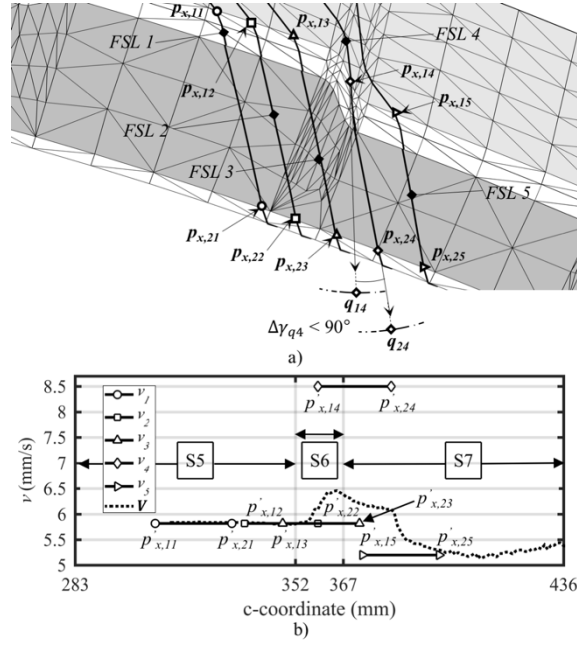 p_x,11
p_x,13
FSL 1
FSL 4
p_x,12
p_x,14
p_x,15
FSL 2
FSL 3
FSL 5
p_x,21
p_x,22
p_x,23
p_x,24
p_x,25
q_14
Δγ_q4 < 90°
q_24
a)
8.5
8
7.5
7
6.5
6
5.5
5
v (mm/s)
v_1
v_2
v_3
v_4
v_5
V
p'_x,14
p'_x,24
S5
S6
S7
p'_x,12
p'_x,22
p'_x,23
p'_x,11
p'_x,21
p'_x,13
p'_x,15
p'_x,25
283
352
367
436
c-coordinate (mm)
b)